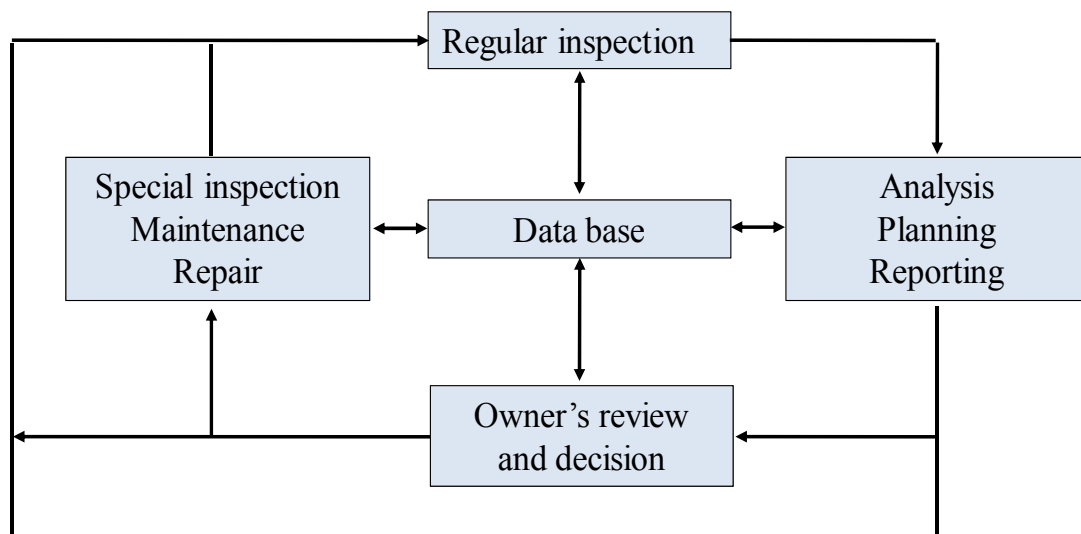 Regular inspection
Special inspection
Maintenance
Repair
Data base
Analysis
Planning
Reporting
Owner’s review
and decision